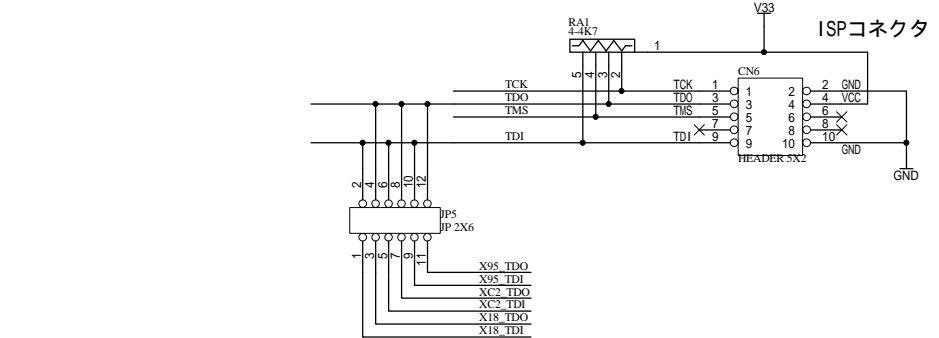 V33
ISPコネクタ
RA1
4-4K7
1
5 4 3 2
CN6
TCK TCK 1 1 2 2 GND
TDO TDO 3 3 4 4 VCC
TMS TMS 5 5 6 6
7 7 8 8
TDI TDI 9 9 10 10 GND
HEADER 5X2
GND
2 4 6 8 10 12
JP5
JP 2X6
1 3 5 7 9 11
X95_TDO
X95_TDI
XC2_TDO
XC2_TDI
X18_TDO
X18_TDI